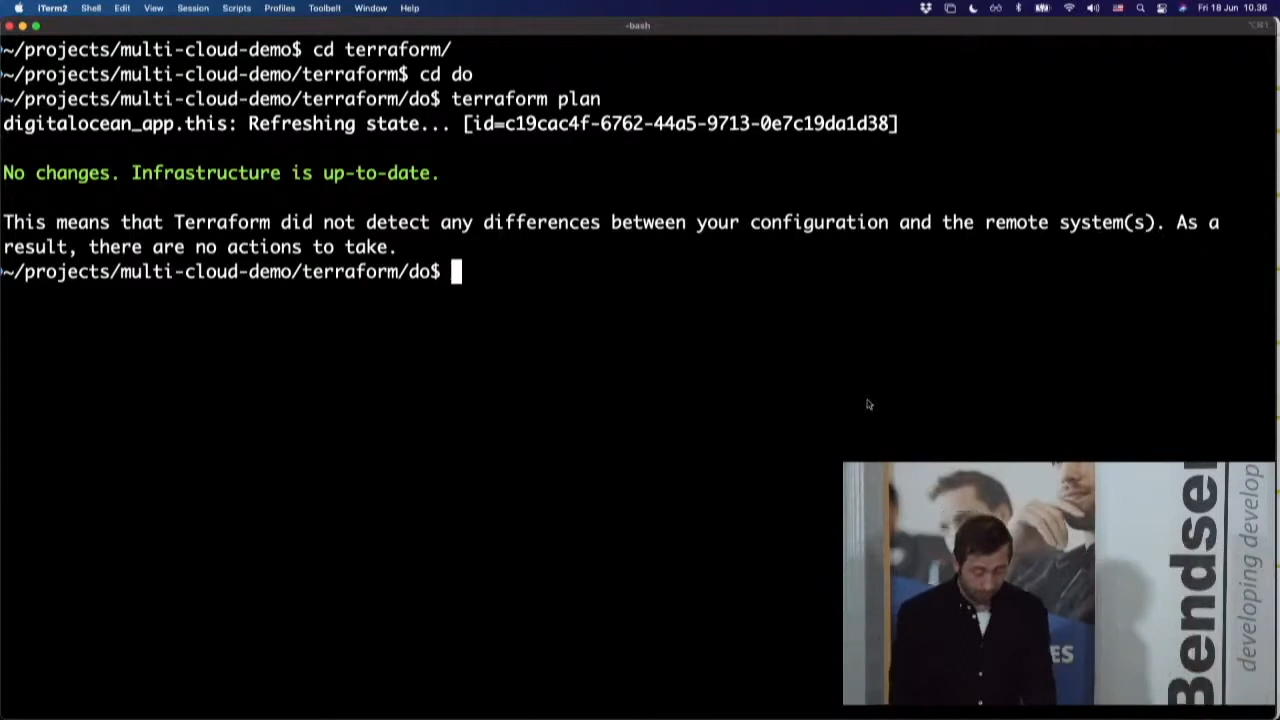 iTerm2 Shell Edit View Session Scripts Profiles Toolbelt Window Help Fri 18 Jun 10.36
-bash
~/projects/multi-cloud-demo$ cd terraform/
~/projects/multi-cloud-demo/terraform$ cd do
~/projects/multi-cloud-demo/terraform/do$ terraform plan
digitalocean_app.this: Refreshing state... [id=c19cac4f-6762-44a5-9713-0e7c19da1d38]
No changes. Infrastructure is up-to-date.
This means that Terraform did not detect any differences between your configuration and the remote system(s). As a
result, there are no actions to take.
~/projects/multi-cloud-demo/terraform/do$
Bendsen
developing develop
ES